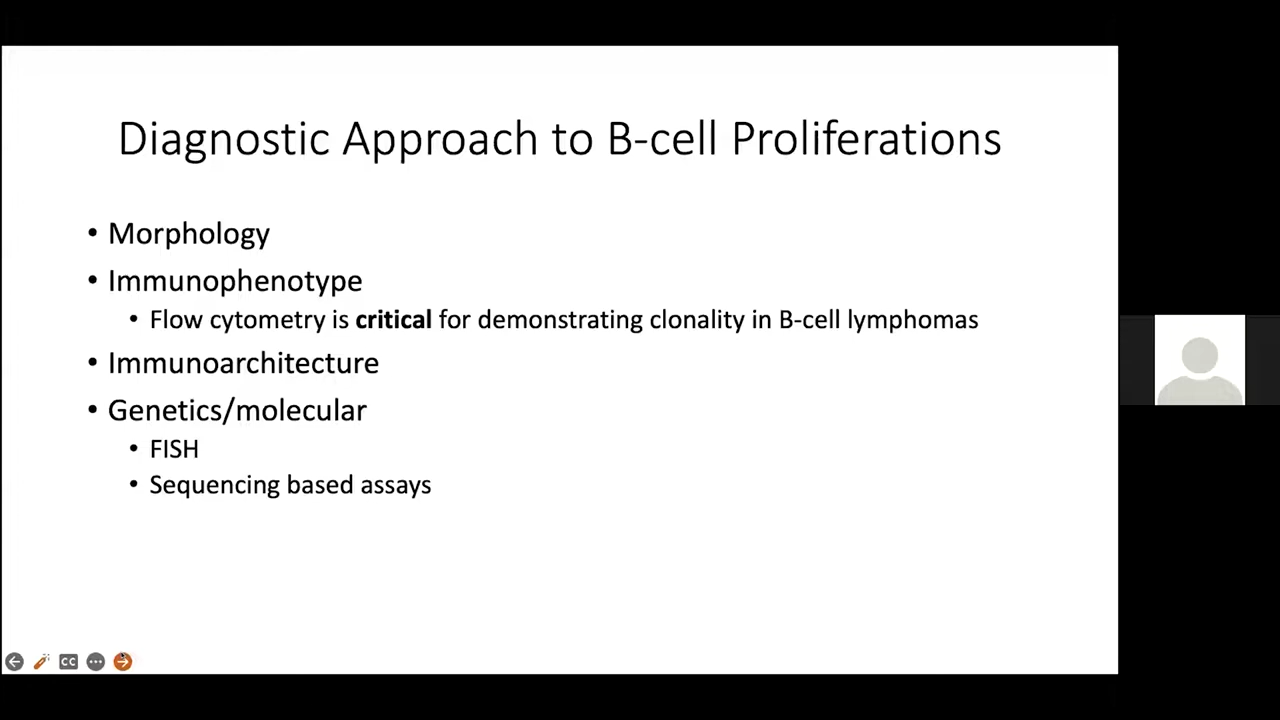 Diagnostic Approach to B-cell Proliferations
• Morphology
• Immunophenotype
• Flow cytometry is critical for demonstrating clonality in B-cell lymphomas
• Immunoarchitecture
• Genetics/molecular
• FISH
• Sequencing based assays
CC